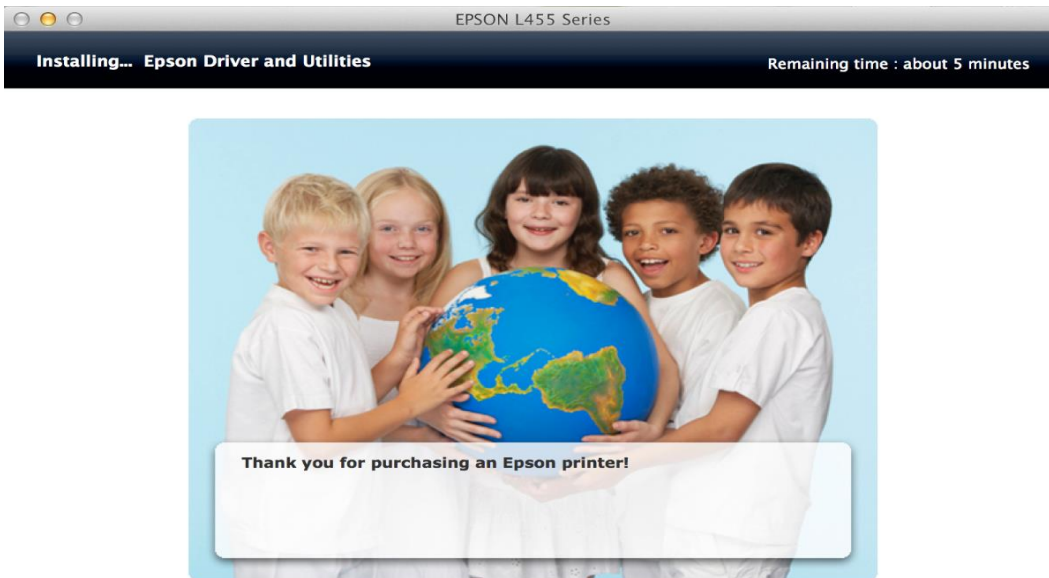 EPSON L455 Series
Installing... Epson Driver and Utilities
Remaining time : about 5 minutes
Thank you for purchasing an Epson printer!